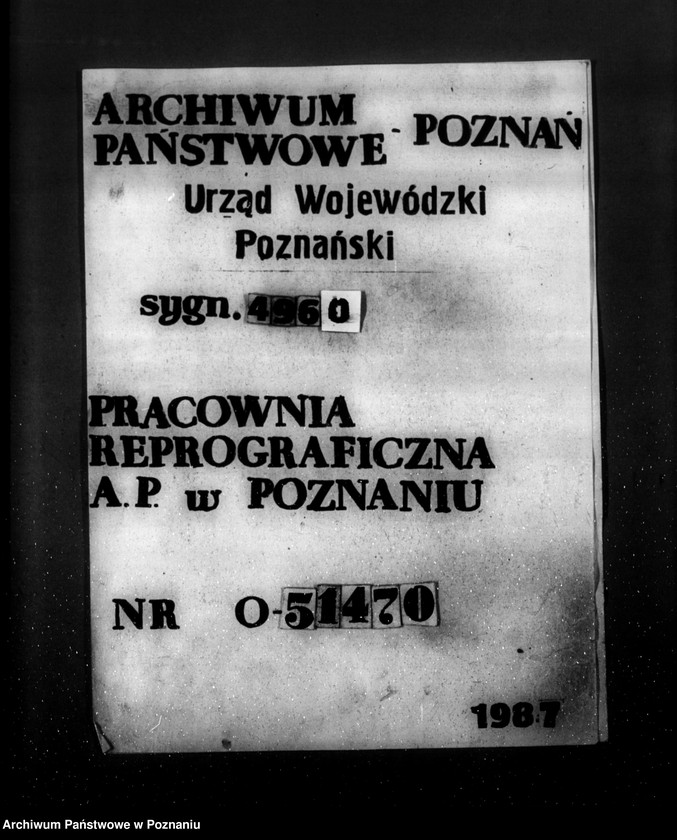 ARCHIWUM
PAŃSTWOWE - POZNAŃ
Urząd Wojewódzki
Poznański
sygn. 4960
PRACOWNIA
REPROGRAFICZNA
A.P. w POZNANIU
NR O-51470
1987
Archiwum Państwowe w Poznaniu